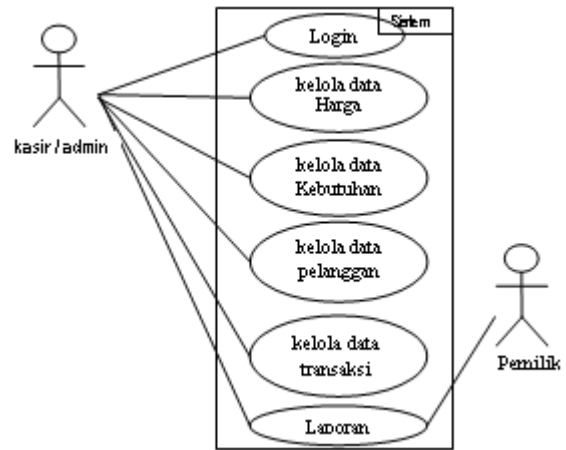 Sistem
Login
kelola data
Harga
kasir / admin
kelola data
Kebutuhan
kelola data
pelanggan
kelola data
transaksi
Pemilik
Laporan